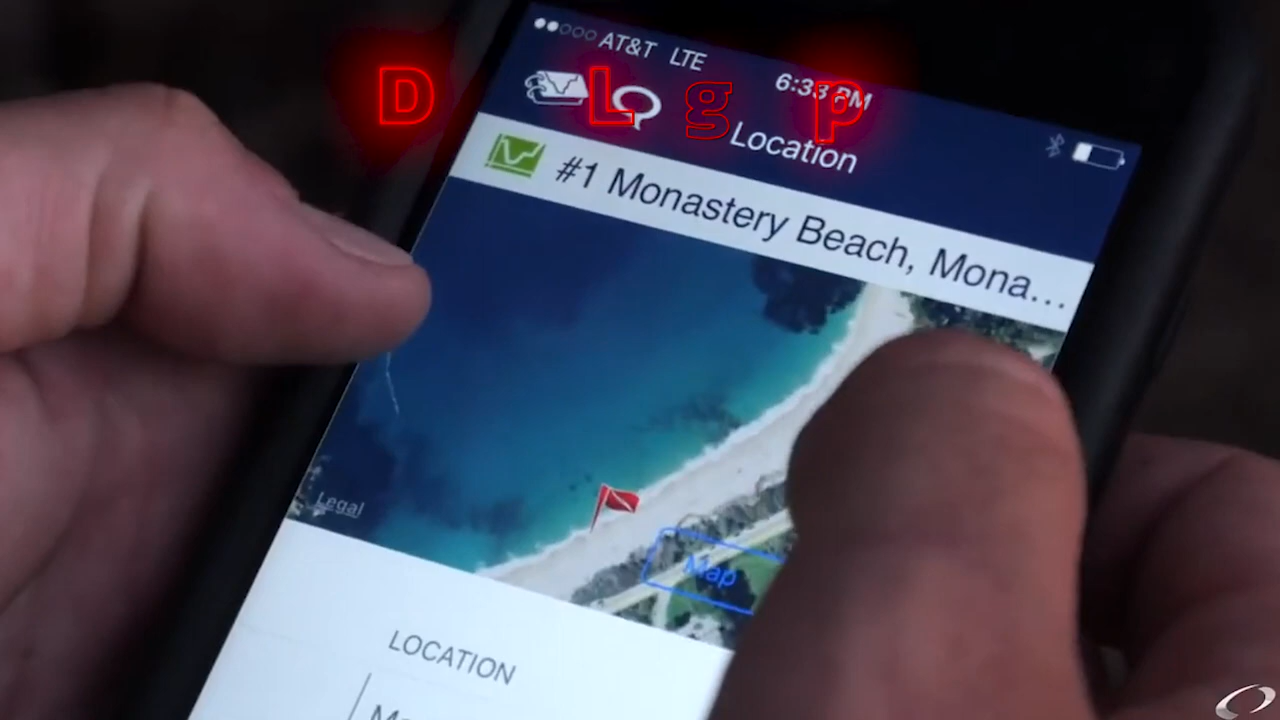 AT&T LTE 6:33 PM
D L g P
Location
#1 Monastery Beach, Mona...
Legal
Map
LOCATION